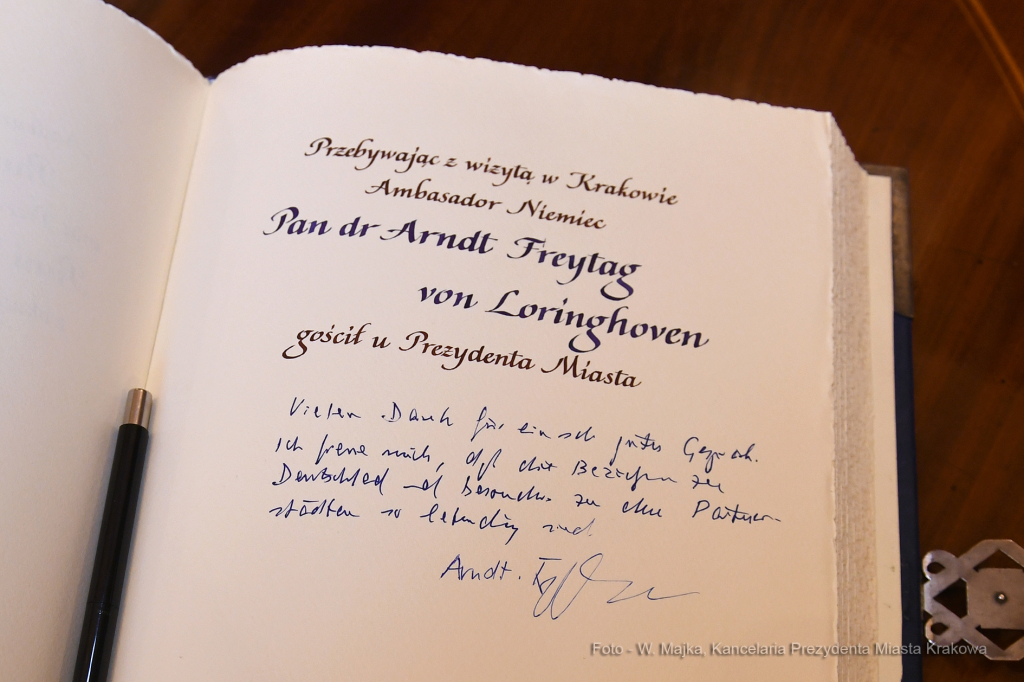 Przebywając z wizytą w Krakowie
Ambasador Niemiec
Pan dr Arndt Freytag
von Loringhoven
gościł u Prezydenta Miasta
Vielen Dank für ein sehr gutes Gespräch.
Ich freue mich, daß die Beziehungen zu
Deutschland und besonders zu den Partner-
städten so lebendig sind.
Arndt. Freytag
Foto - W. Majka, Kancelaria Prezydenta Miasta Krakowa